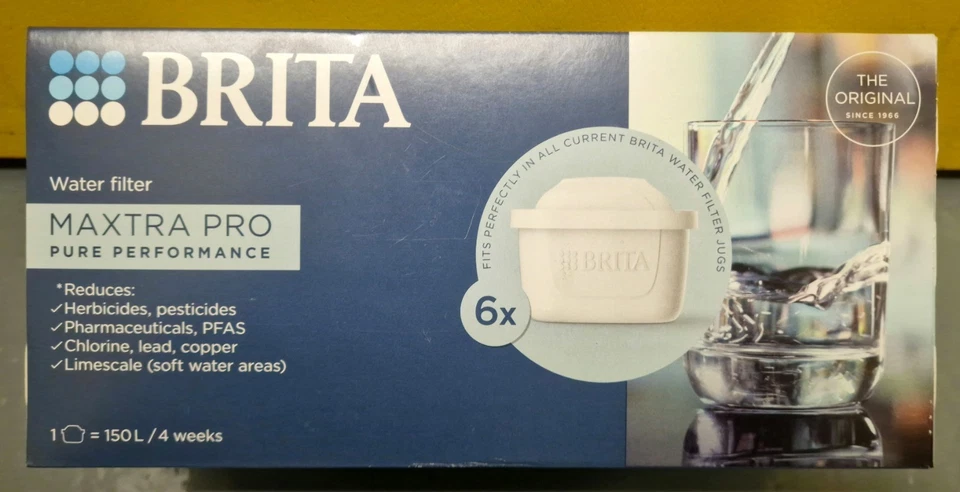 BRITA
THE
ORIGINAL
SINCE 1966
Water filter
MAXTRA PRO
PURE PERFORMANCE
*Reduces:
✓Herbicides, pesticides
✓Pharmaceuticals, PFAS
✓Chlorine, lead, copper
✓Limescale (soft water areas)
1 = 150 L / 4 weeks
FITS PERFECTLY IN ALL CURRENT BRITA WATER FILTER JUGS
BRITA
6x